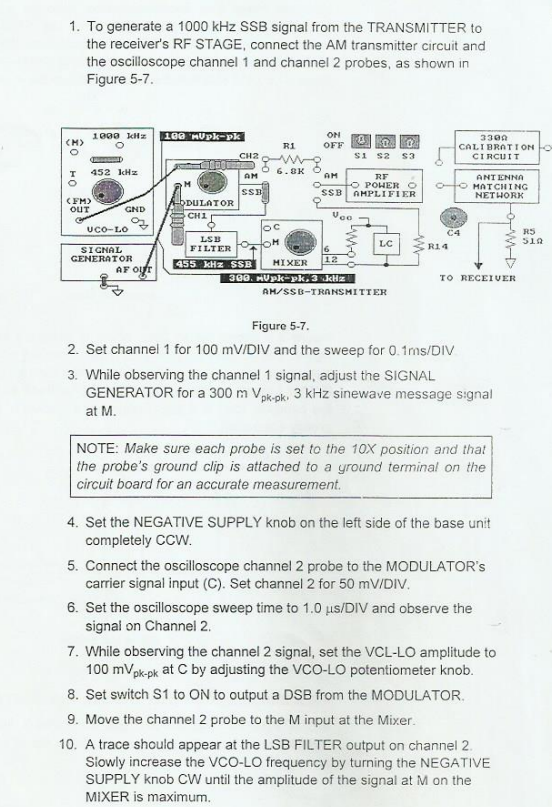 1. To generate a 1000 kHz SSB signal from the TRANSMITTER to
the receiver's RF STAGE, connect the AM transmitter circuit and
the oscilloscope channel 1 and channel 2 probes, as shown in
Figure 5-7.
1000 kHz
100 mVpk-pk
(M)
T
452 kHz
(FM)
OUT
GND
VCO-LO
SIGNAL
GENERATOR
AF OUT
CH2
M
ODULATOR
CH1
LSB
FILTER
455 kHz SSB
300 mVpk-pk,3 kHz
AM
SSB
R1
6.8K
ON
OFF
S1 S2 S3
AM
SSB
RF
POWER
AMPLIFIER
C
M
MIXER
6
12
LC
R14
330Ω
CALIBRATION
CIRCUIT
ANTENNA
MATCHING
NETWORK
C4
R5
51Ω
TO RECEIVER
AM/SSB-TRANSMITTER
Figure 5-7.
2. Set channel 1 for 100 mV/DIV and the sweep for 0.1ms/DIV
3. While observing the channel 1 signal, adjust the SIGNAL
GENERATOR for a 300 m Vpk-pk, 3 kHz sinewave message signal
at M.
NOTE: Make sure each probe is set to the 10X position and that
the probe's ground clip is attached to a ground terminal on the
circuit board for an accurate measurement.
4. Set the NEGATIVE SUPPLY knob on the left side of the base unit
completely CCW.
5. Connect the oscilloscope channel 2 probe to the MODULATOR's
carrier signal input (C). Set channel 2 for 50 mV/DIV.
6. Set the oscilloscope sweep time to 1.0 µs/DIV and observe the
signal on Channel 2.
7. While observing the channel 2 signal, set the VCL-LO amplitude to
100 mVpk-pk at C by adjusting the VCO-LO potentiometer knob.
8. Set switch S1 to ON to output a DSB from the MODULATOR.
9. Move the channel 2 probe to the M input at the Mixer.
10. A trace should appear at the LSB FILTER output on channel 2.
Slowly increase the VCO-LO frequency by turning the NEGATIVE
SUPPLY knob CW until the amplitude of the signal at M on the
MIXER is maximum.